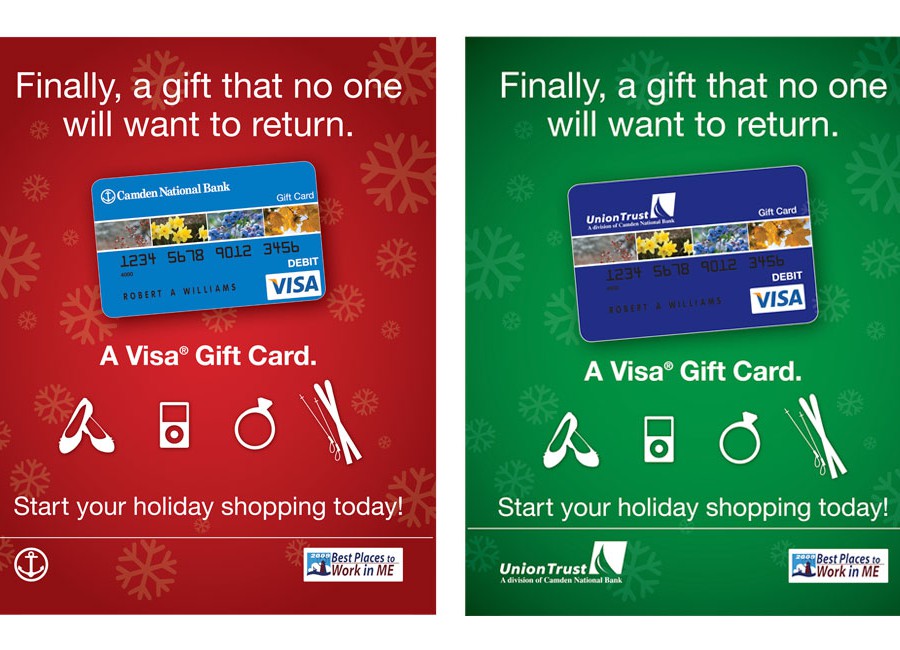 Finally, a gift that no one
will want to return.
Camden National Bank
Gift Card
1234 5678 9012 3456
4000
DEBIT
ROBERT A WILLIAMS
VISA
A Visa® Gift Card.
Start your holiday shopping today!
2009 Best Places to
Work in ME
Finally, a gift that no one
will want to return.
UnionTrust
A division of Camden National Bank
Gift Card
1234 5678 9012 3456
DEBIT
ROBERT A WILLIAMS
VISA
A Visa® Gift Card.
Start your holiday shopping today!
UnionTrust
A division of Camden National Bank
2009 Best Places to
Work in ME